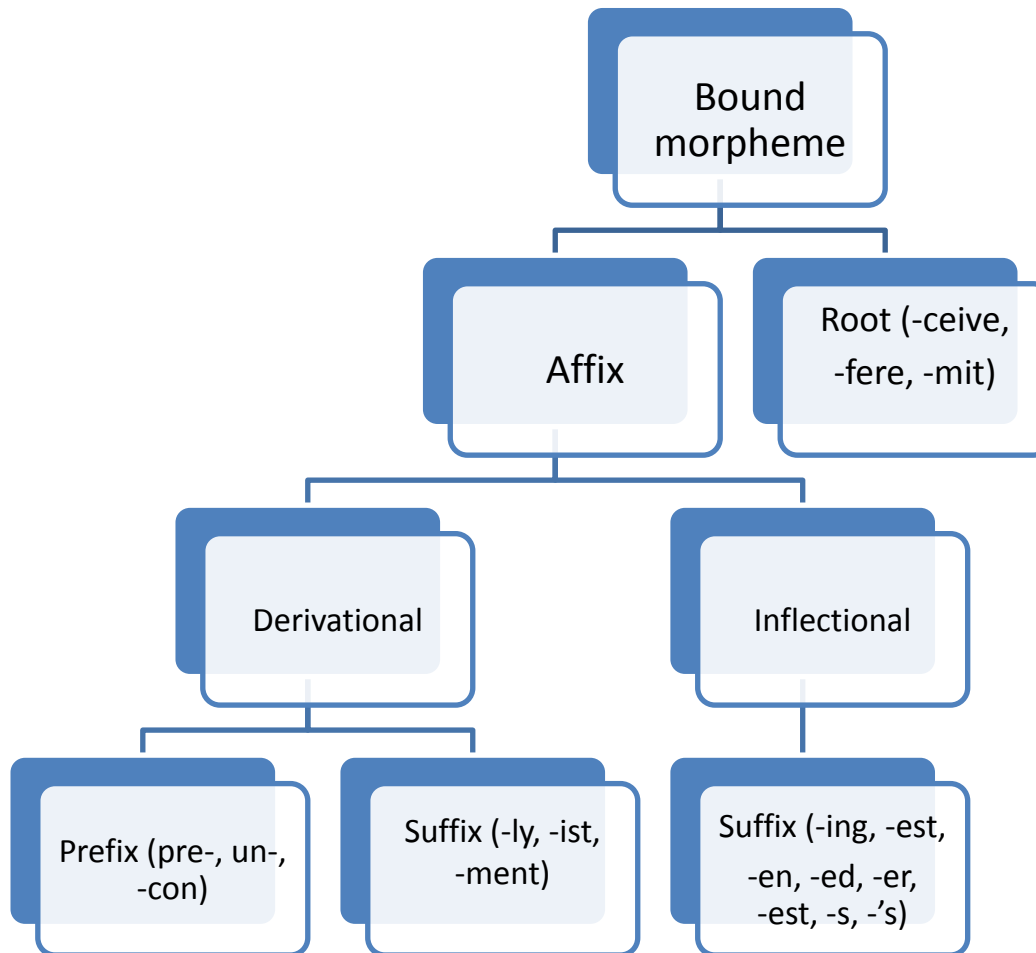 Bound
morpheme
Affix
Root (-ceive,
-fere, -mit)
Derivational
Inflectional
Prefix (pre-, un-,
-con)
Suffix (-ly, -ist,
-ment)
Suffix (-ing, -est,
-en, -ed, -er,
-est, -s, -’s)